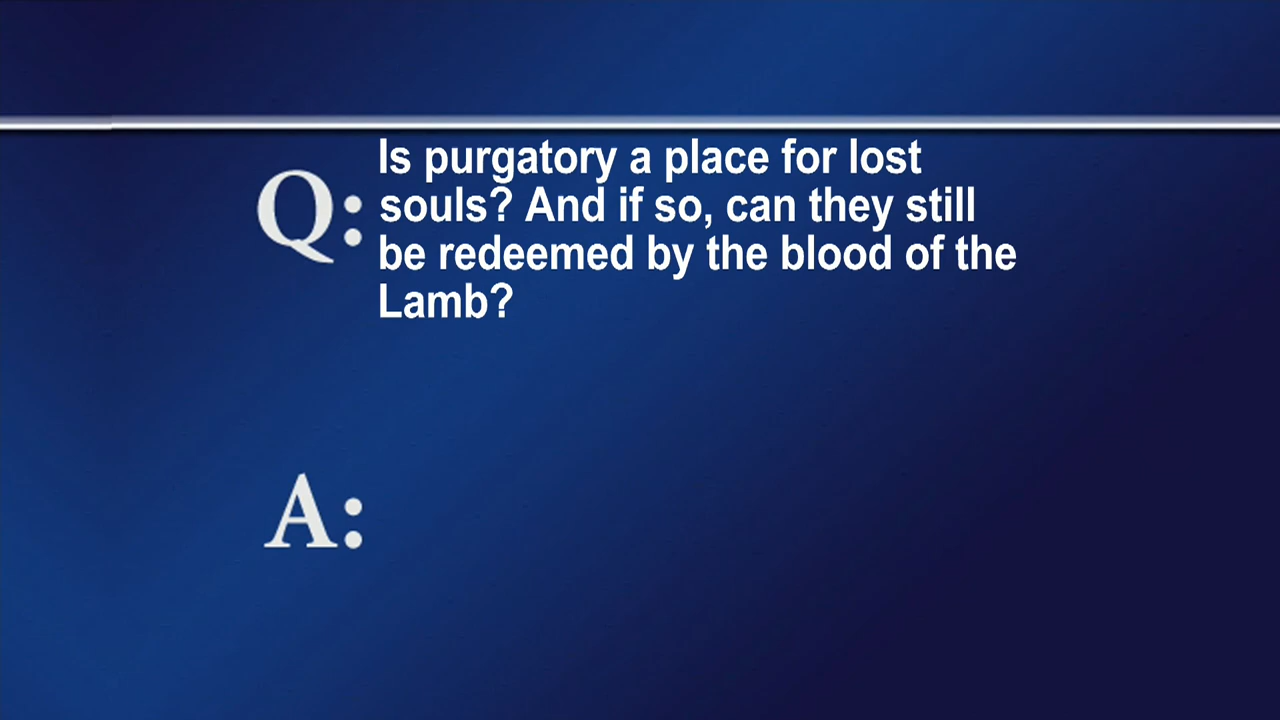 Q: Is purgatory a place for lost
souls? And if so, can they still
be redeemed by the blood of the
Lamb?
A: